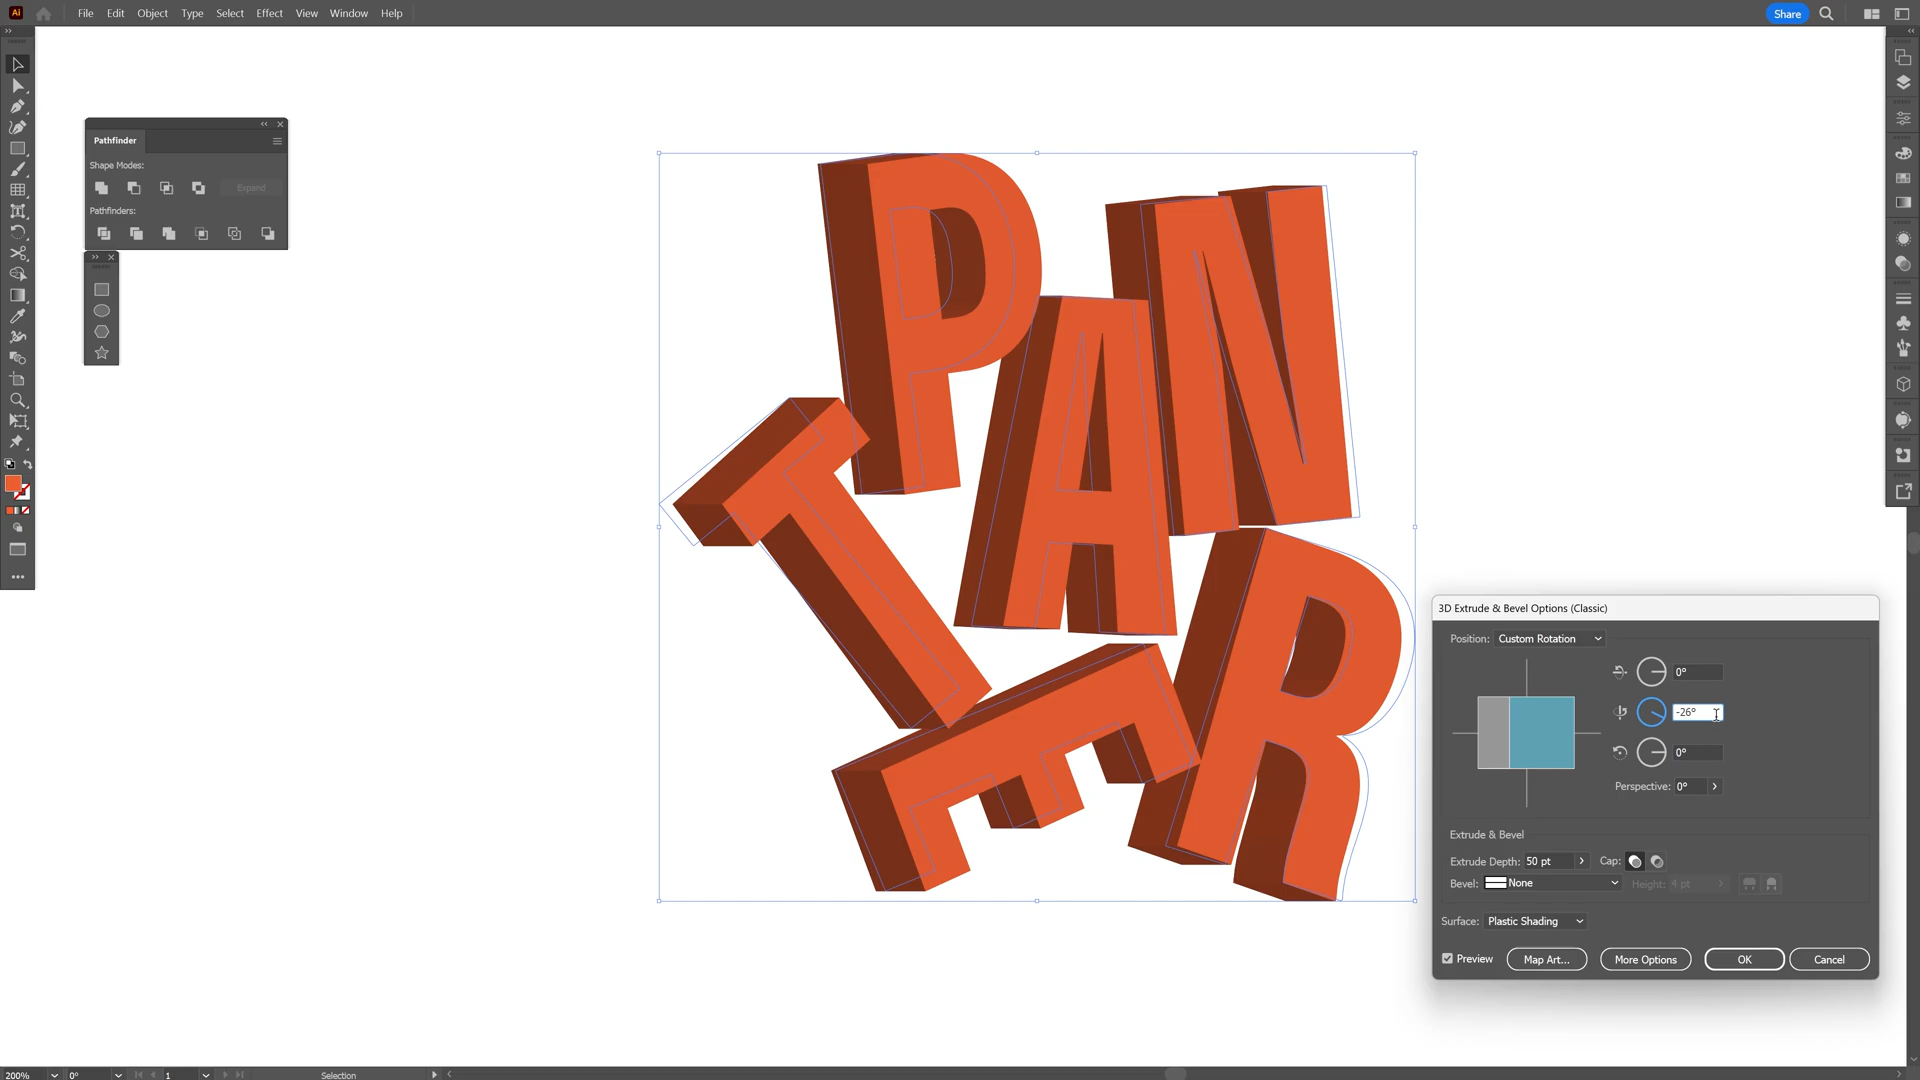 Ai File Edit Object Type Select Effect View Window Help Share
Pathfinder
Shape Modes:
Expand
Pathfinders:
P
A
N
T
E
R
3D Extrude & Bevel Options (Classic)
Position: Custom Rotation
0°
-26°
0°
Perspective: 0°
Extrude & Bevel
Extrude Depth: 50 pt Cap:
Bevel: None Height: 4 pt
Surface: Plastic Shading
Preview Map Art... More Options OK Cancel
200% 0° 1 Selection